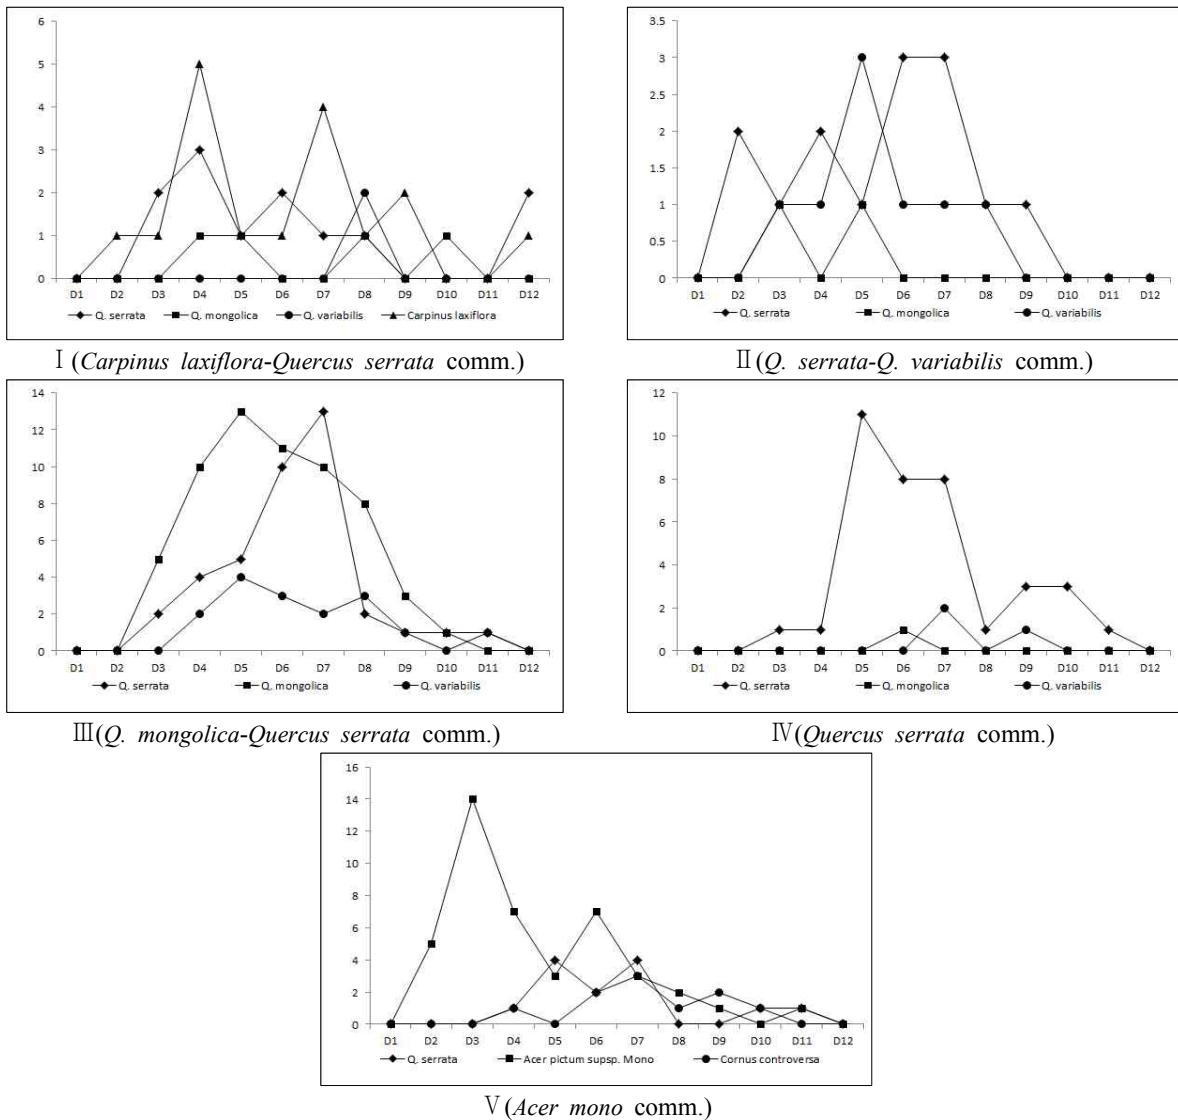 6
5
4
3
2
1
0
D1 D2 D3 D4 D5 D6 D7 D8 D9 D10 D11 D12
Q. serrata Q. mongolica Q. variabilis Carpinus laxiflora
Ⅰ(Carpinus laxiflora-Quercus serrata comm.)
3.5
3
2.5
2
1.5
1
0.5
0
D1 D2 D3 D4 D5 D6 D7 D8 D9 D10 D11 D12
Q. serrata Q. mongolica Q. variabilis
Ⅱ(Q. serrata-Q. variabilis comm.)
14
12
10
8
6
4
2
0
D1 D2 D3 D4 D5 D6 D7 D8 D9 D10 D11 D12
Q. serrata Q. mongolica Q. variabilis
Ⅲ(Q. mongolica-Quercus serrata comm.)
12
10
8
6
4
2
0
D1 D2 D3 D4 D5 D6 D7 D8 D9 D10 D11 D12
Q. serrata Q. mongolica Q. variabilis
Ⅳ(Quercus serrata comm.)
16
14
12
10
8
6
4
2
0
D1 D2 D3 D4 D5 D6 D7 D8 D9 D10 D11 D12
Q. serrata Acer pictum supsp. Mono Cornus controversa
Ⅴ(Acer mono comm.)